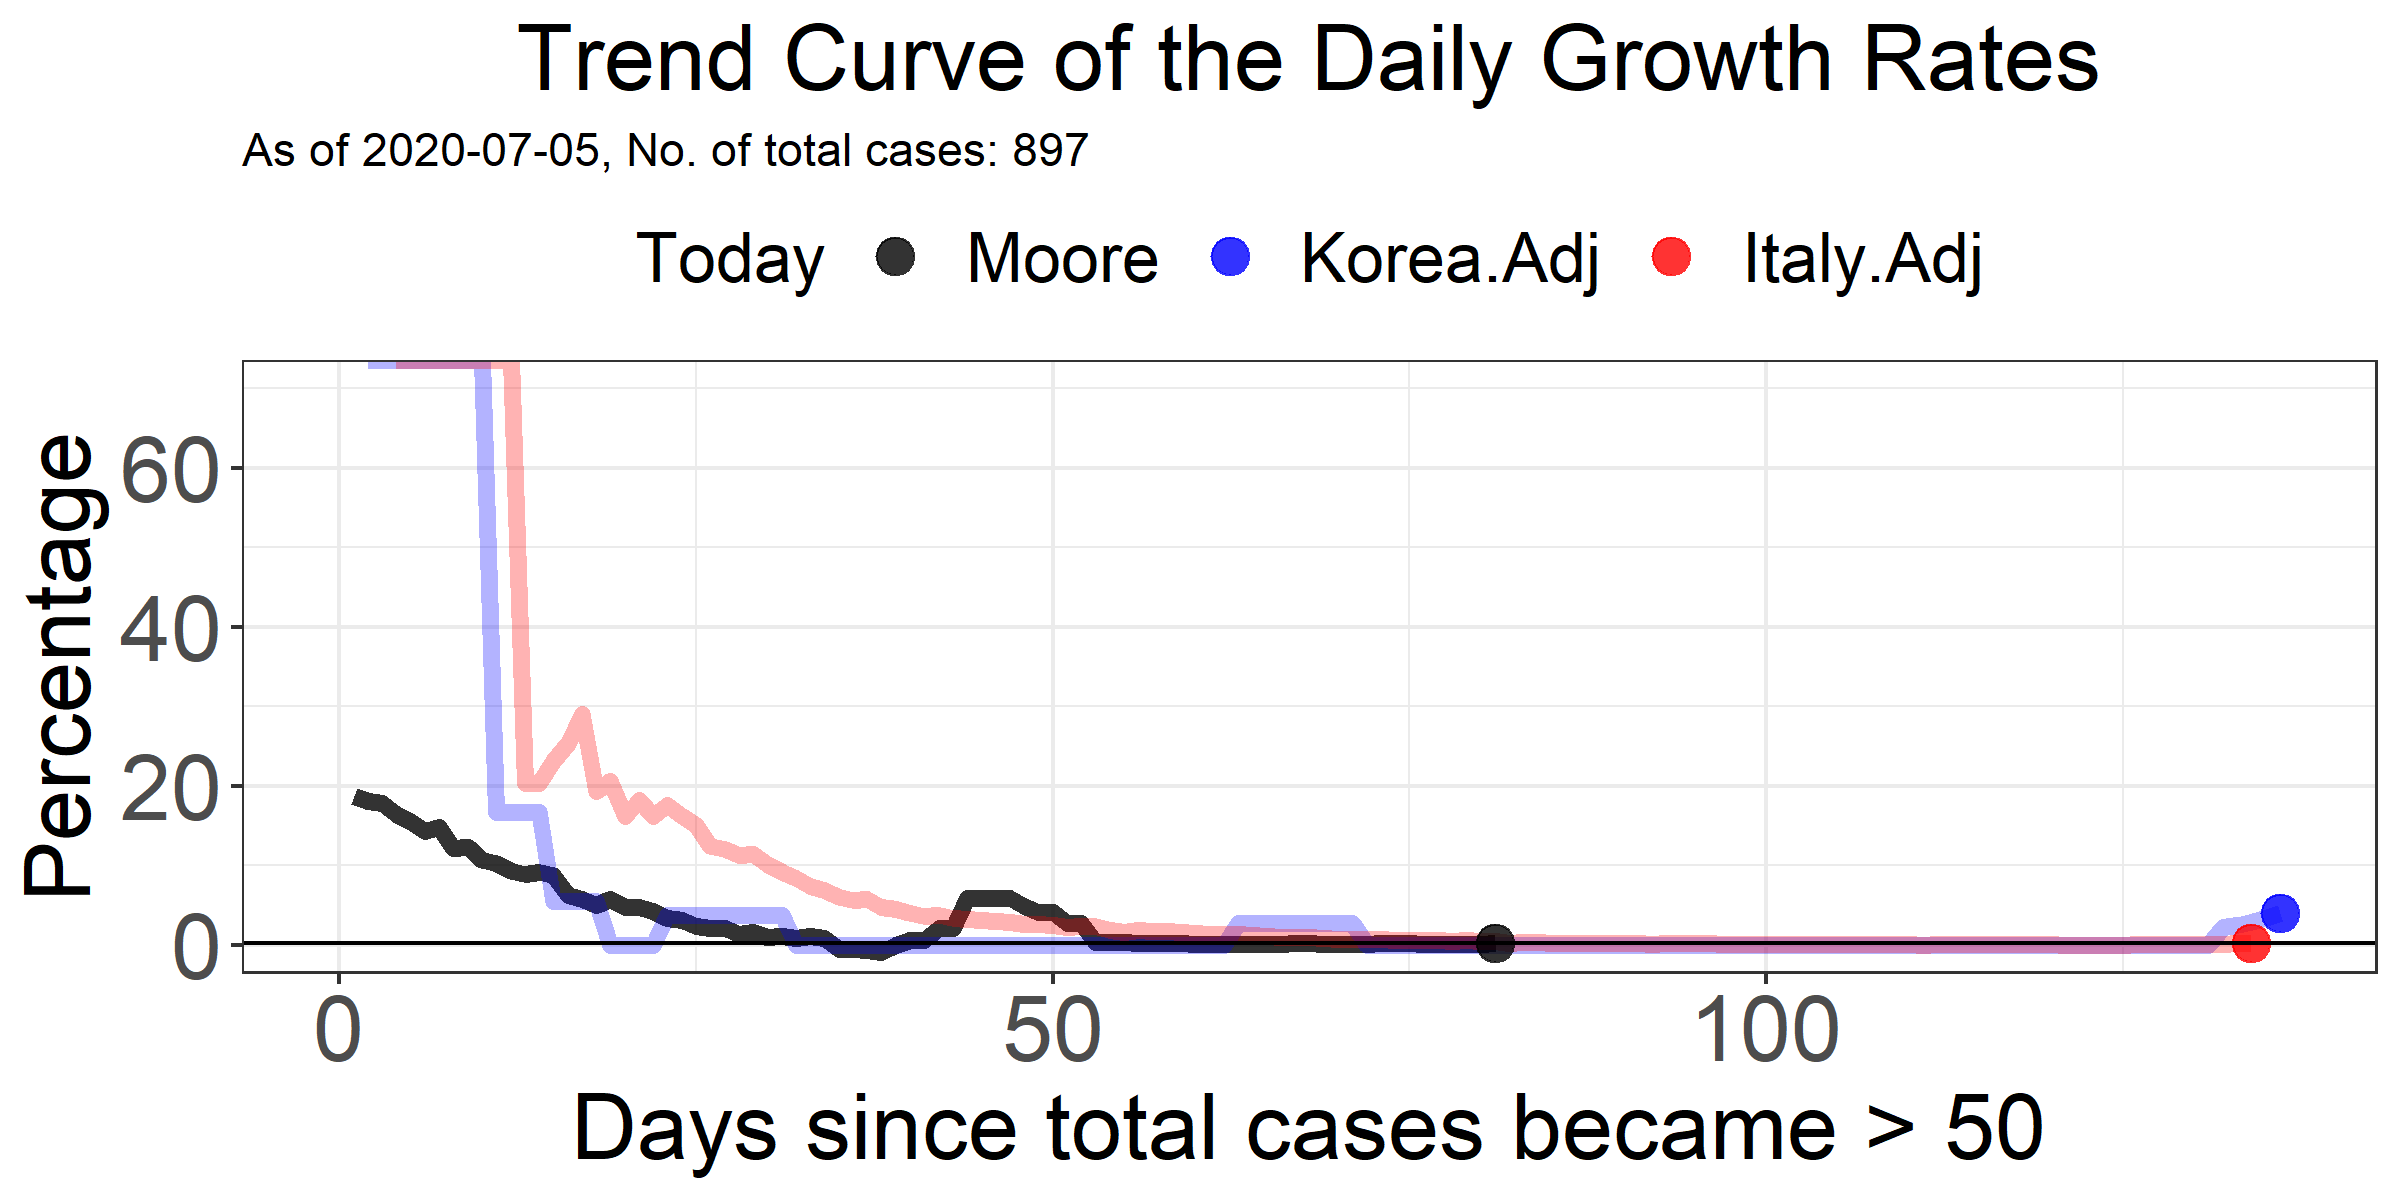 Trend Curve of the Daily Growth Rates
As of 2020-07-05, No. of total cases: 897
Today Moore Korea.Adj Italy.Adj
Percentage
60
40
20
0
0 50 100
Days since total cases became > 50